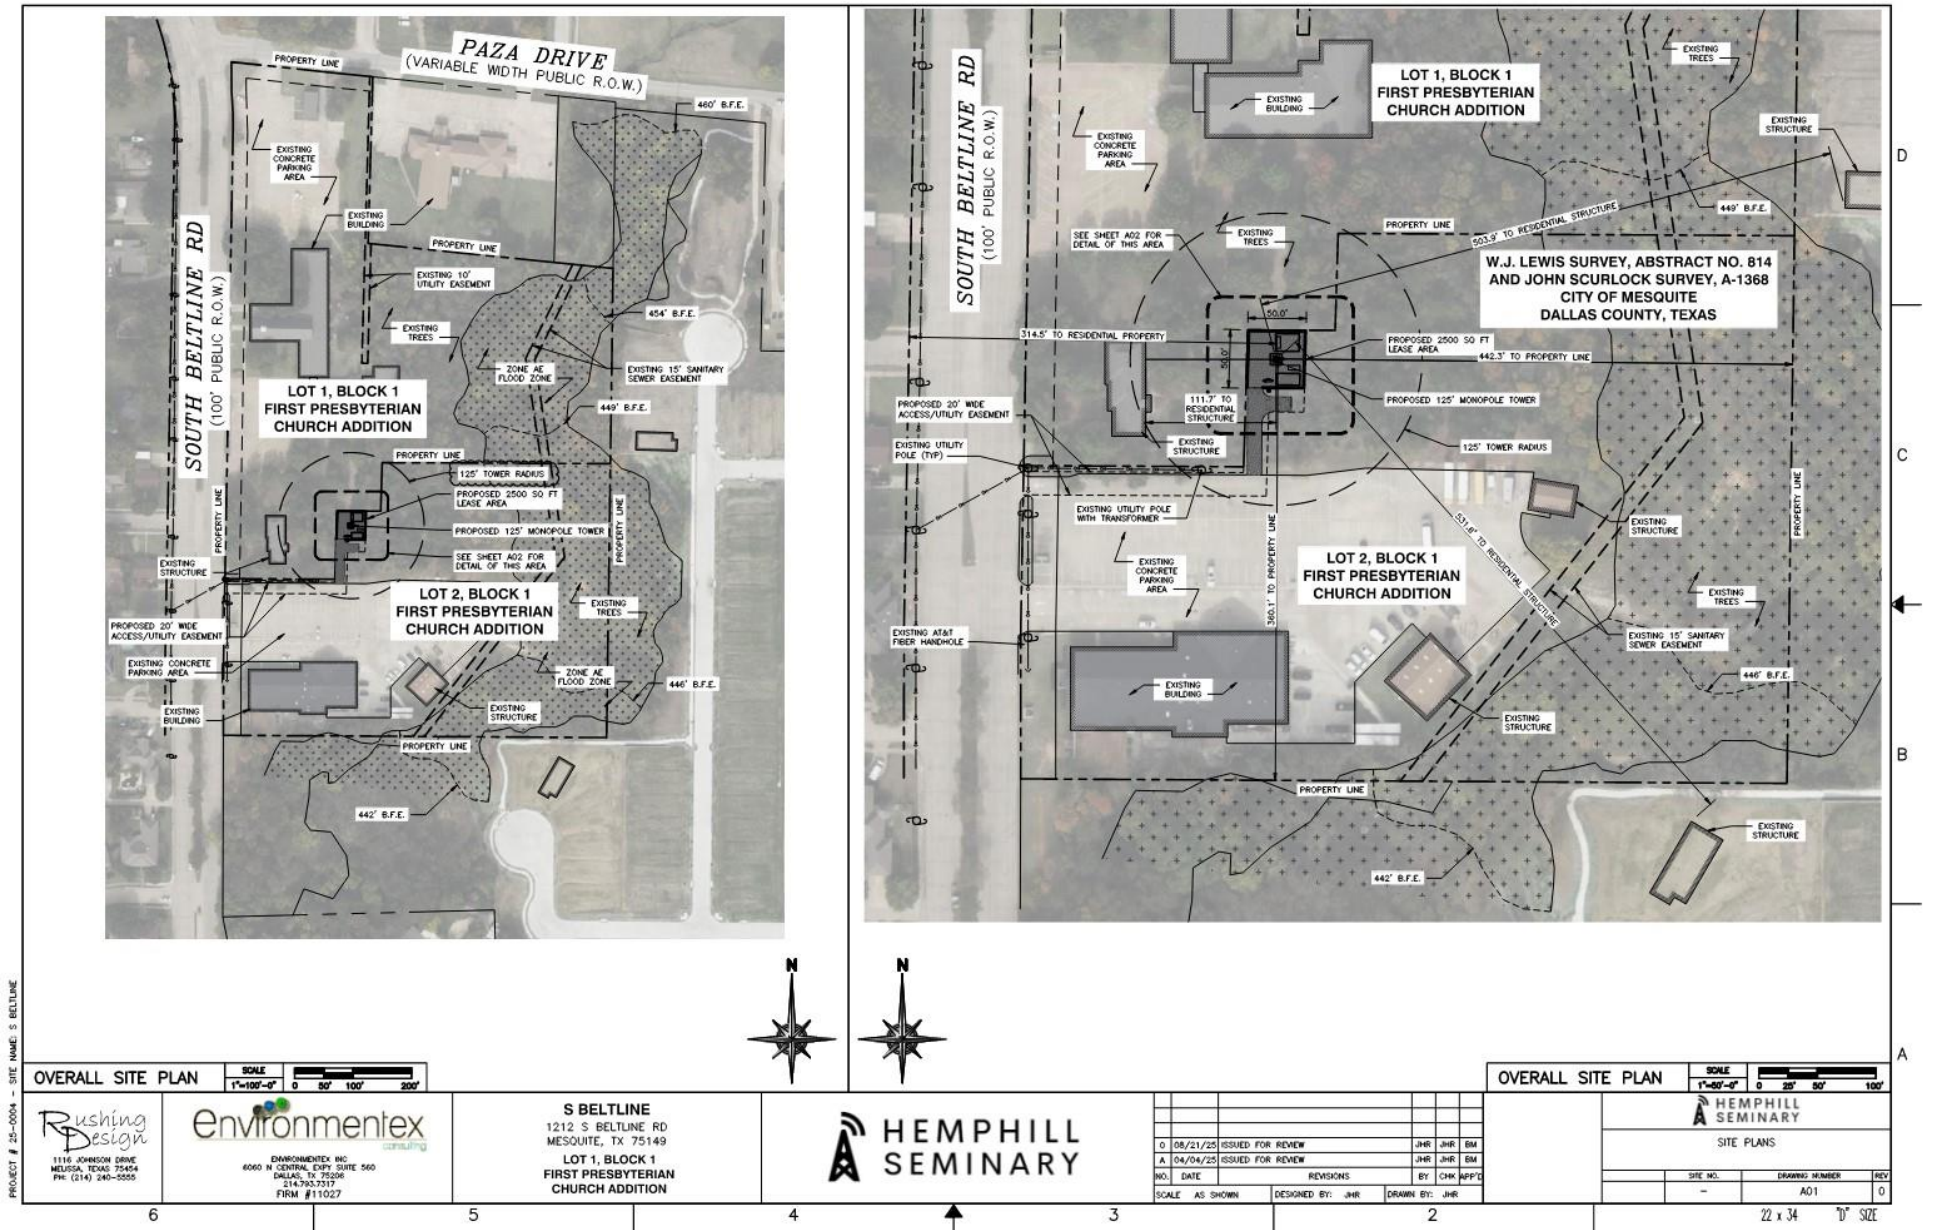 PAZA DRIVE
(VARIABLE WIDTH PUBLIC R.O.W.)
PROPERTY LINE
460' B.F.E.
EXISTING
CONCRETE
PARKING
AREA
EXISTING
BUILDING
PROPERTY LINE
SOUTH BELTLINE RD
(100' PUBLIC R.O.W.)
EXISTING 10'
UTILITY EASEMENT
454' B.F.E.
EXISTING
TREES
ZONE AE
FLOOD ZONE
EXISTING 15' SANITARY
SEWER EASEMENT
LOT 1, BLOCK 1
FIRST PRESBYTERIAN
CHURCH ADDITION
449' B.F.E.
PROPERTY LINE
125' TOWER RADIUS
PROPOSED 2500 SQ FT
LEASE AREA
PROPERTY LINE
PROPERTY LINE
PROPOSED 125' MONOPOLE TOWER
SEE SHEET A02 FOR
DETAIL OF THIS AREA
EXISTING
STRUCTURE
LOT 2, BLOCK 1
FIRST PRESBYTERIAN
CHURCH ADDITION
EXISTING
TREES
PROPOSED 20' WIDE
ACCESS/UTILITY EASEMENT
EXISTING CONCRETE
PARKING AREA
ZONE AE
FLOOD ZONE
446' B.F.E.
EXISTING
BUILDING
EXISTING
STRUCTURE
PROPERTY LINE
442' B.F.E.
N
OVERALL SITE PLAN
SCALE
1"=100'-0"
0 50' 100' 200'
SOUTH BELTLINE RD
(100' PUBLIC R.O.W.)
LOT 1, BLOCK 1
FIRST PRESBYTERIAN
CHURCH ADDITION
EXISTING
TREES
EXISTING
BUILDING
EXISTING
STRUCTURE
EXISTING
CONCRETE
PARKING
AREA
449' B.F.E.
503.9' TO RESIDENTIAL STRUCTURE
PROPERTY LINE
SEE SHEET A02 FOR
DETAIL OF THIS AREA
EXISTING
TREES
W.J. LEWIS SURVEY, ABSTRACT NO. 814
AND JOHN SCURLOCK SURVEY, A-1368
CITY OF MESQUITE
DALLAS COUNTY, TEXAS
50.0'
50.0'
314.5' TO RESIDENTIAL PROPERTY
PROPOSED 2500 SQ FT
LEASE AREA
442.3' TO PROPERTY LINE
PROPOSED 20' WIDE
ACCESS/UTILITY EASEMENT
111.7' TO
RESIDENTIAL
STRUCTURE
PROPOSED 125' MONOPOLE TOWER
EXISTING UTILITY
POLE (TYP)
EXISTING
STRUCTURE
125' TOWER RADIUS
EXISTING UTILITY POLE
WITH TRANSFORMER
360.1' TO PROPERTY LINE
531.8' TO RESIDENTIAL STRUCTURE
EXISTING
STRUCTURE
PROPERTY LINE
EXISTING
CONCRETE
PARKING
AREA
LOT 2, BLOCK 1
FIRST PRESBYTERIAN
CHURCH ADDITION
EXISTING
TREES
EXISTING AT&T
FIBER HANDHOLE
EXISTING 15' SANITARY
SEWER EASEMENT
446' B.F.E.
EXISTING
BUILDING
EXISTING
STRUCTURE
PROPERTY LINE
EXISTING
STRUCTURE
442' B.F.E.
N
OVERALL SITE PLAN
SCALE
1"=50'-0"
0 25' 50' 100'
D
C
B
A
PROJECT # 25-0004 - SITE NAME: S BELTLINE
Rushing
Design
1116 JOHNSON DRIVE
MELISSA, TEXAS 75454
PH: (214) 240-5555
environmentex
consulting
ENVIRONMENTEX INC
6060 N CENTRAL EXPY SUITE 560
DALLAS, TX 75206
214.793.7317
FIRM #11027
S BELTLINE
1212 S BELTLINE RD
MESQUITE, TX 75149
LOT 1, BLOCK 1
FIRST PRESBYTERIAN
CHURCH ADDITION
HEMPHILL
SEMINARY
0 08/21/25 ISSUED FOR REVIEW JHR JHR BM
A 04/04/25 ISSUED FOR REVIEW JHR JHR BM
NO. DATE REVISIONS BY CHK APP'D
SCALE AS SHOWN DESIGNED BY: JHR DRAWN BY: JHR
HEMPHILL
SEMINARY
SITE PLANS
SITE NO. DRAWING NUMBER REV
- A01 0
6 5 4 3 2 22 x 34 "D" SIZE